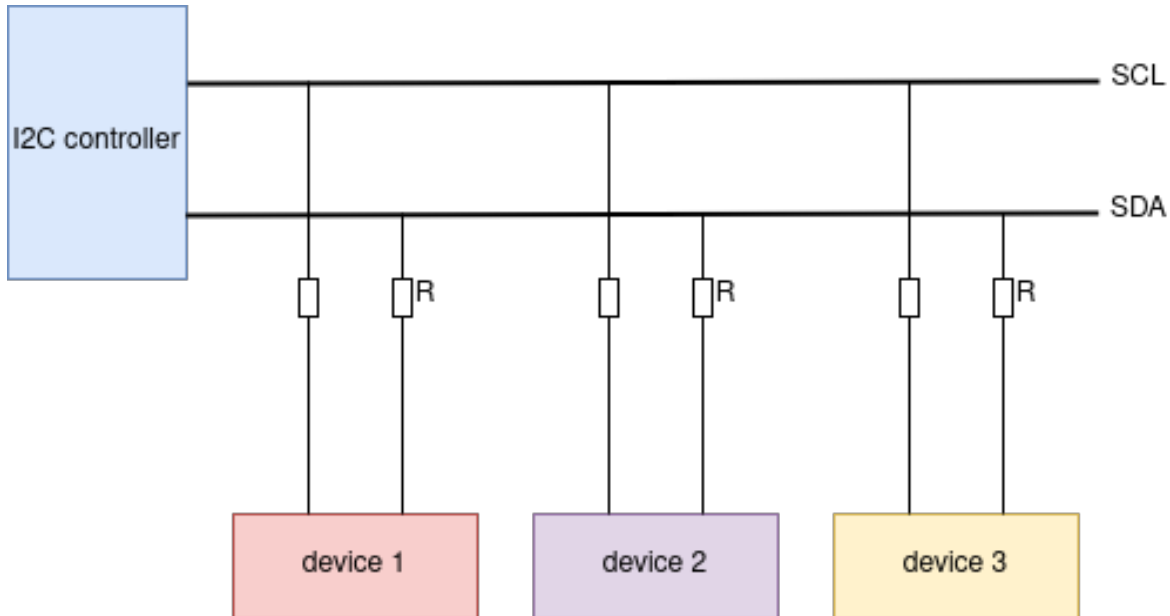 SCL
I2C controller
SDA
R
R
R
device 1
device 2
device 3